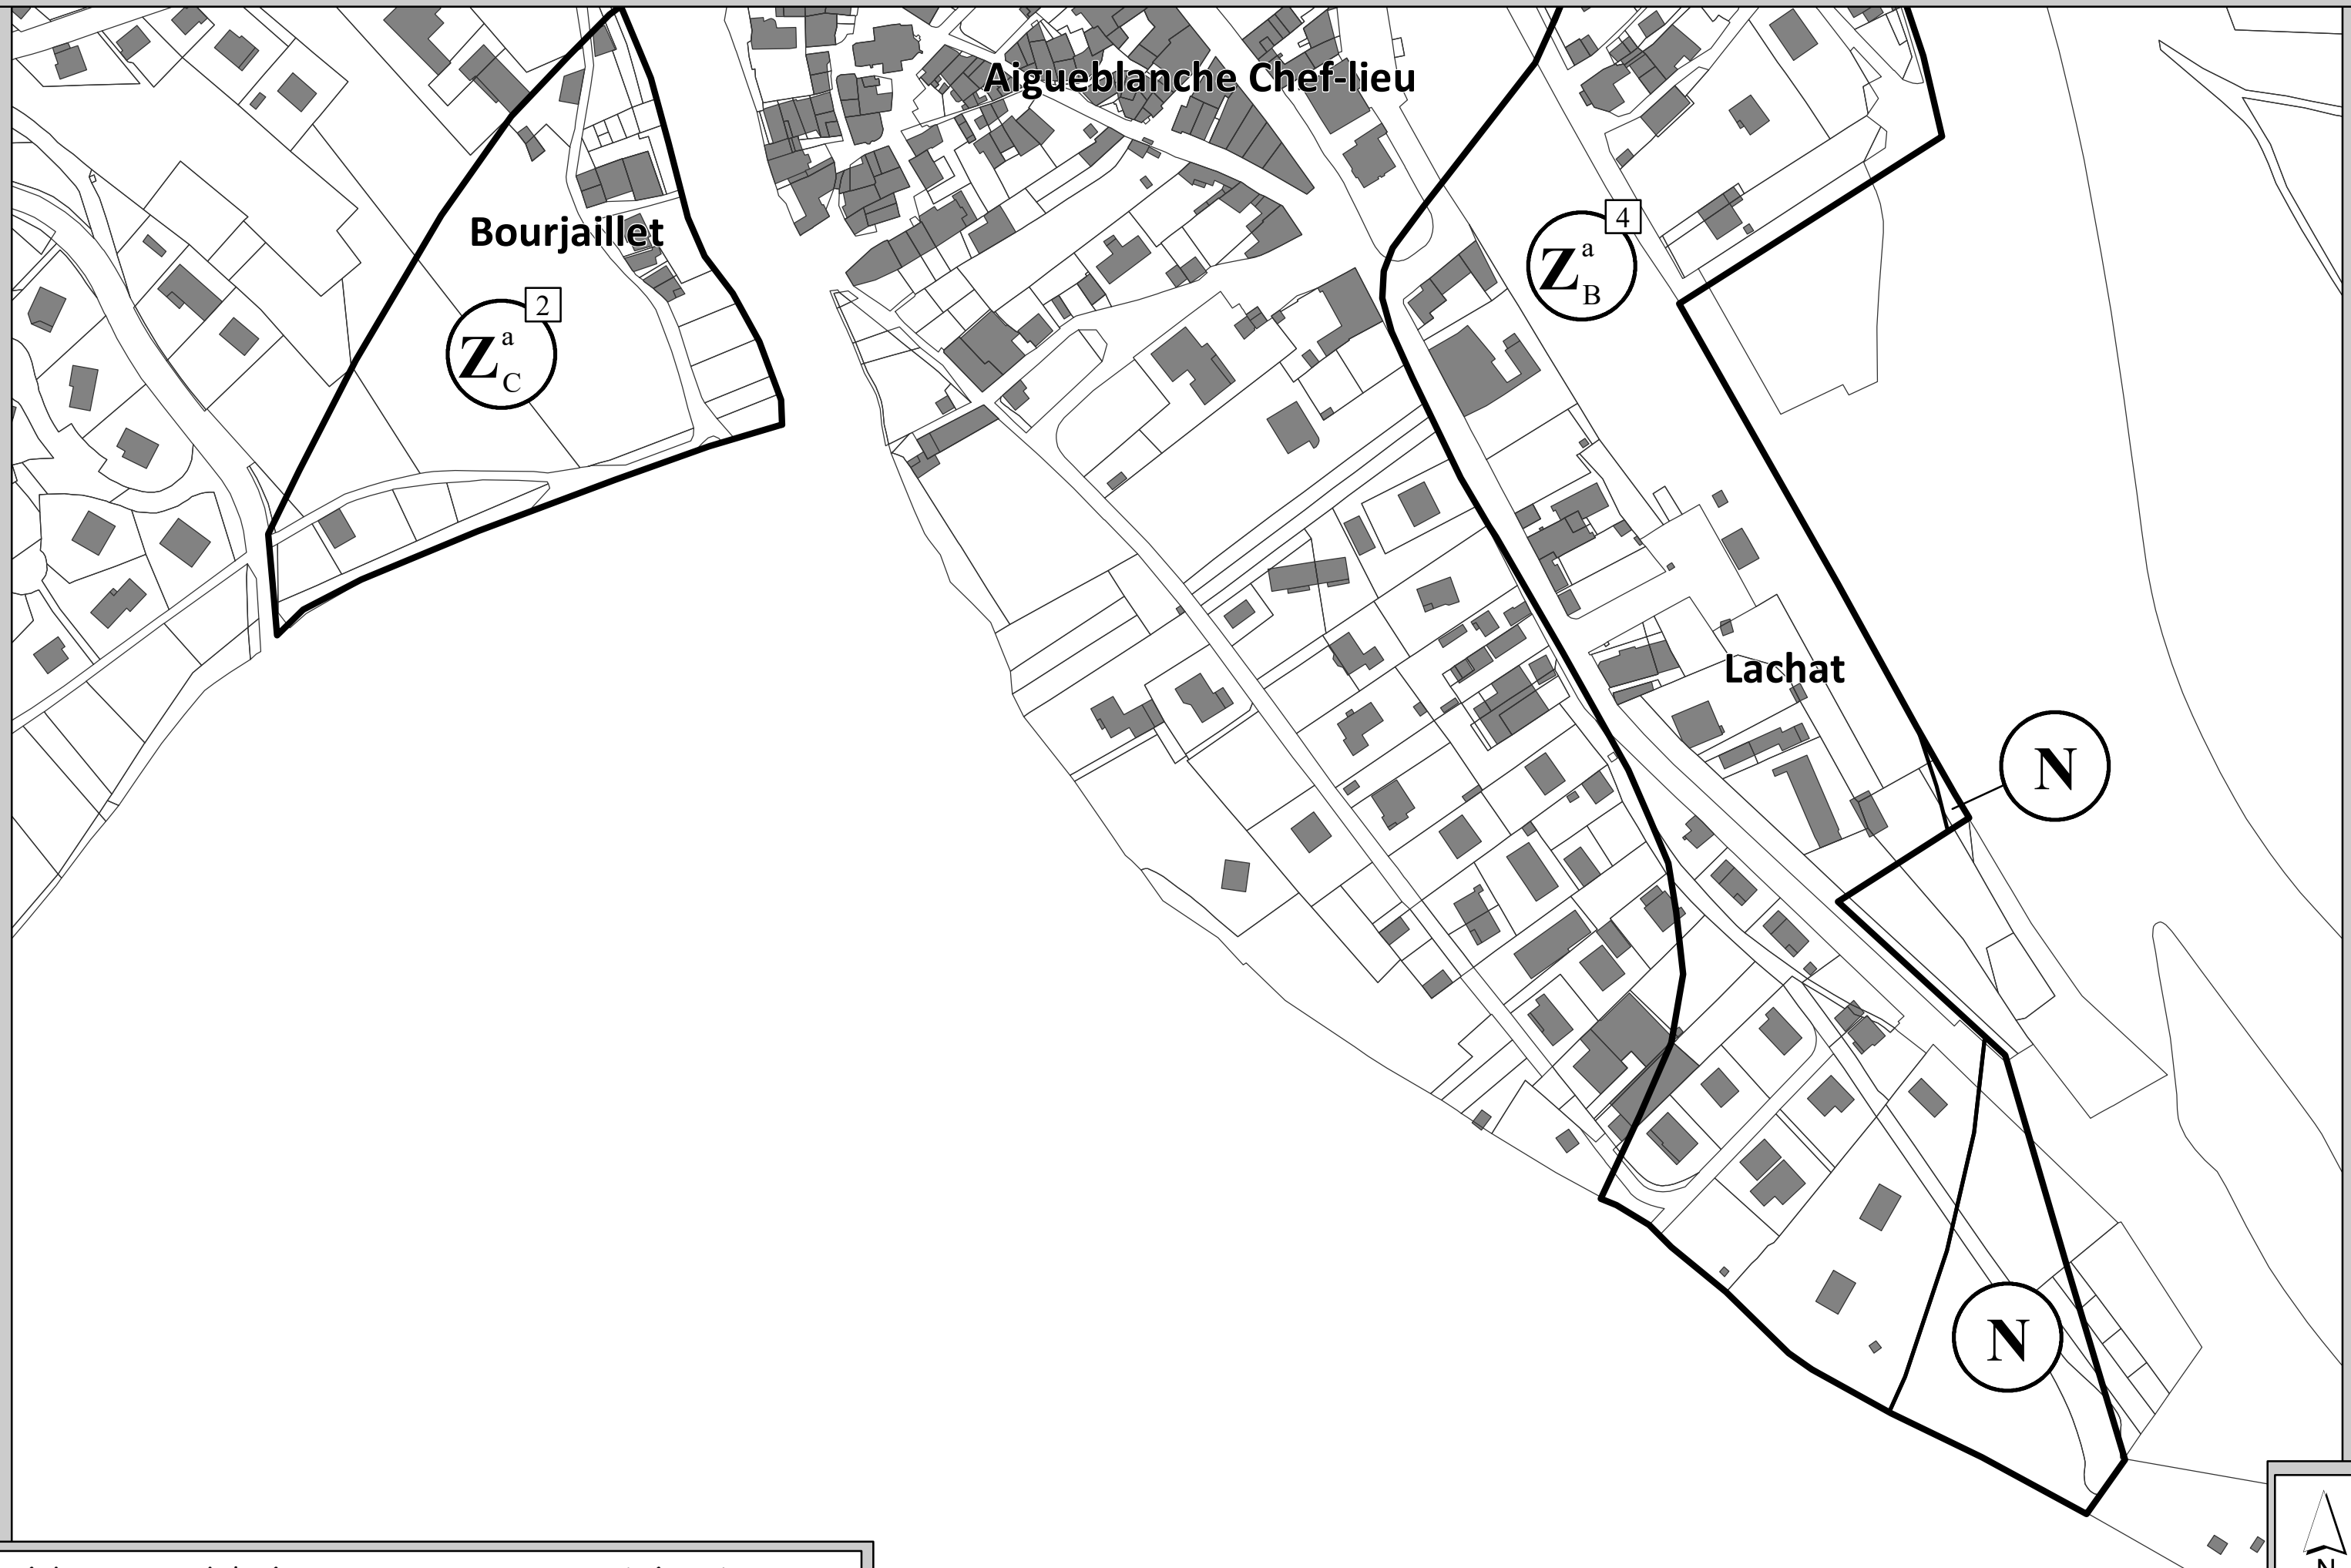 Aigueblanche Chef-lieu
Bourjaillet
4
Z a B
2
Z a C
Lachat
N
N
N